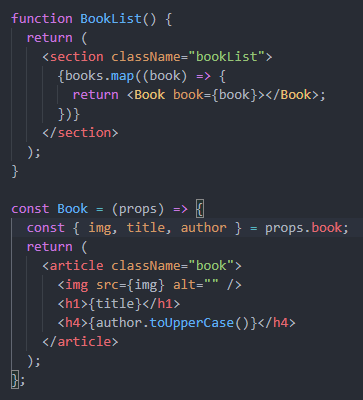 function BookList() {
  return (
    <section className="bookList">
      {books.map((book) => {
        return <Book book={book}></Book>;
      })}
    </section>
  );
}

const Book = (props) => {
  const { img, title, author } = props.book;
  return (
    <article className="book">
      <img src={img} alt="" />
      <h1>{title}</h1>
      <h4>{author.toUpperCase()}</h4>
    </article>
  );
};